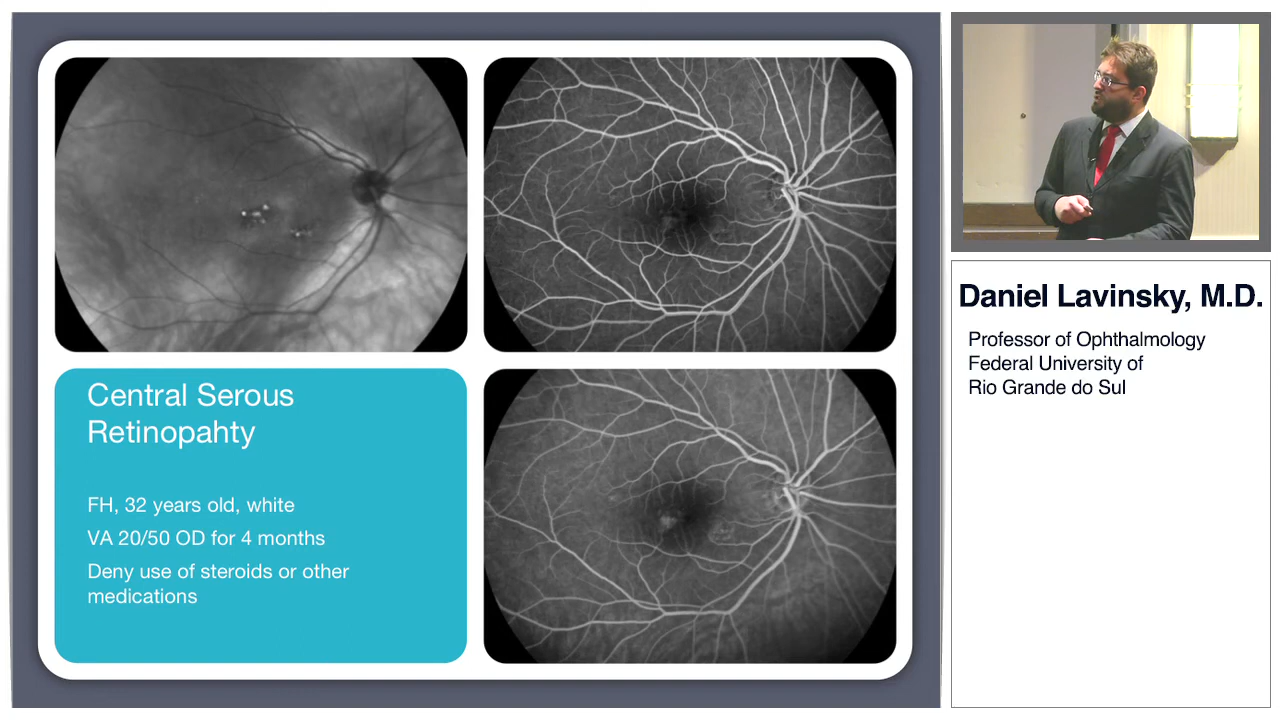 Central Serous
Retinopahty
FH, 32 years old, white
VA 20/50 OD for 4 months
Deny use of steroids or other
medications
Daniel Lavinsky, M.D.
Professor of Ophthalmology
Federal University of
Rio Grande do Sul